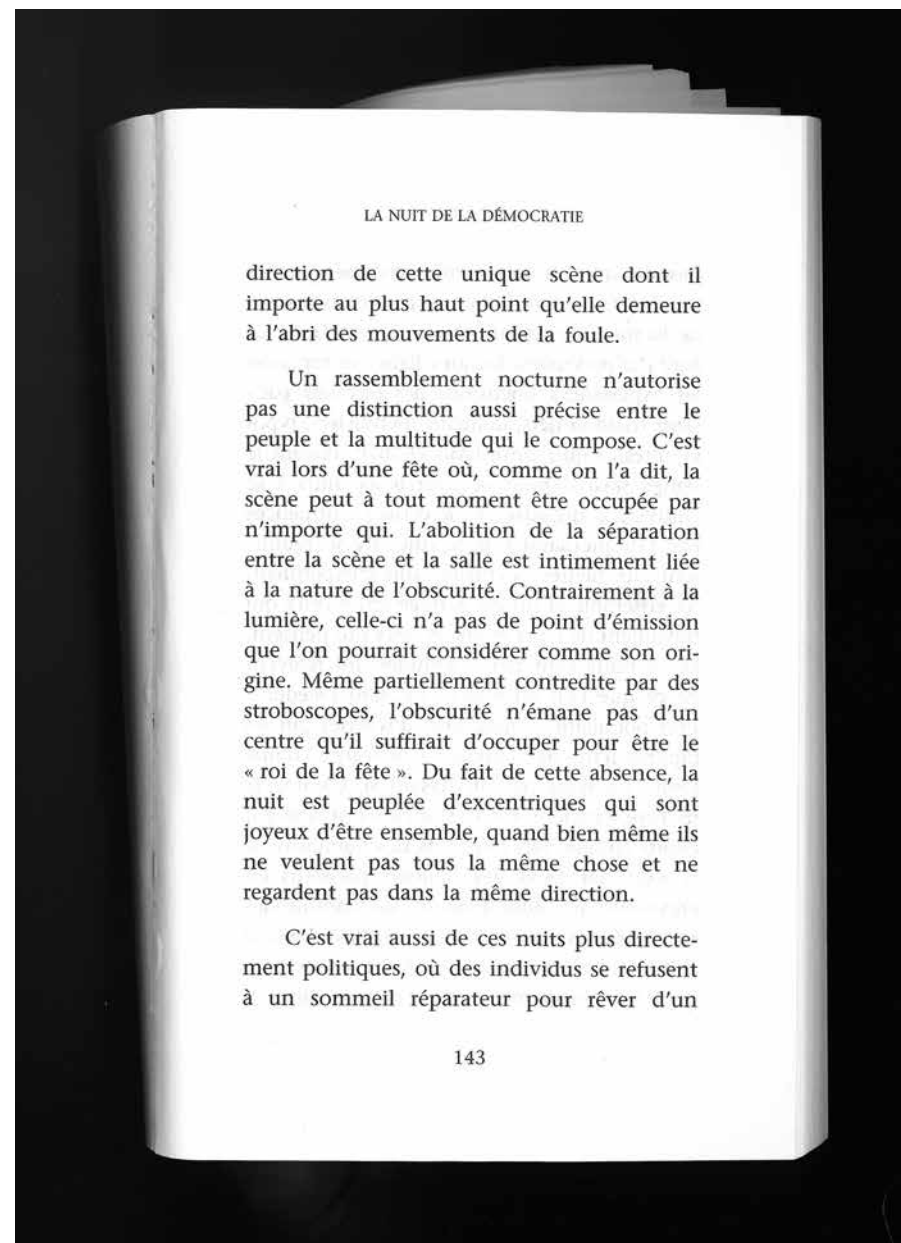 LA NUIT DE LA DÉMOCRATIE
direction de cette unique scène dont il
importe au plus haut point qu'elle demeure
à l'abri des mouvements de la foule.
Un rassemblement nocturne n'autorise
pas une distinction aussi précise entre le
peuple et la multitude qui le compose. C'est
vrai lors d'une fête où, comme on l'a dit, la
scène peut à tout moment être occupée par
n'importe qui. L'abolition de la séparation
entre la scène et la salle est intimement liée
à la nature de l'obscurité. Contrairement à la
lumière, celle-ci n'a pas de point d'émission
que l'on pourrait considérer comme son ori-
gine. Même partiellement contredite par des
stroboscopes, l'obscurité n'émane pas d'un
centre qu'il suffirait d'occuper pour être le
« roi de la fête ». Du fait de cette absence, la
nuit est peuplée d'excentriques qui sont
joyeux d'être ensemble, quand bien même ils
ne veulent pas tous la même chose et ne
regardent pas dans la même direction.
C'est vrai aussi de ces nuits plus directe-
ment politiques, où des individus se refusent
à un sommeil réparateur pour rêver d'un
143